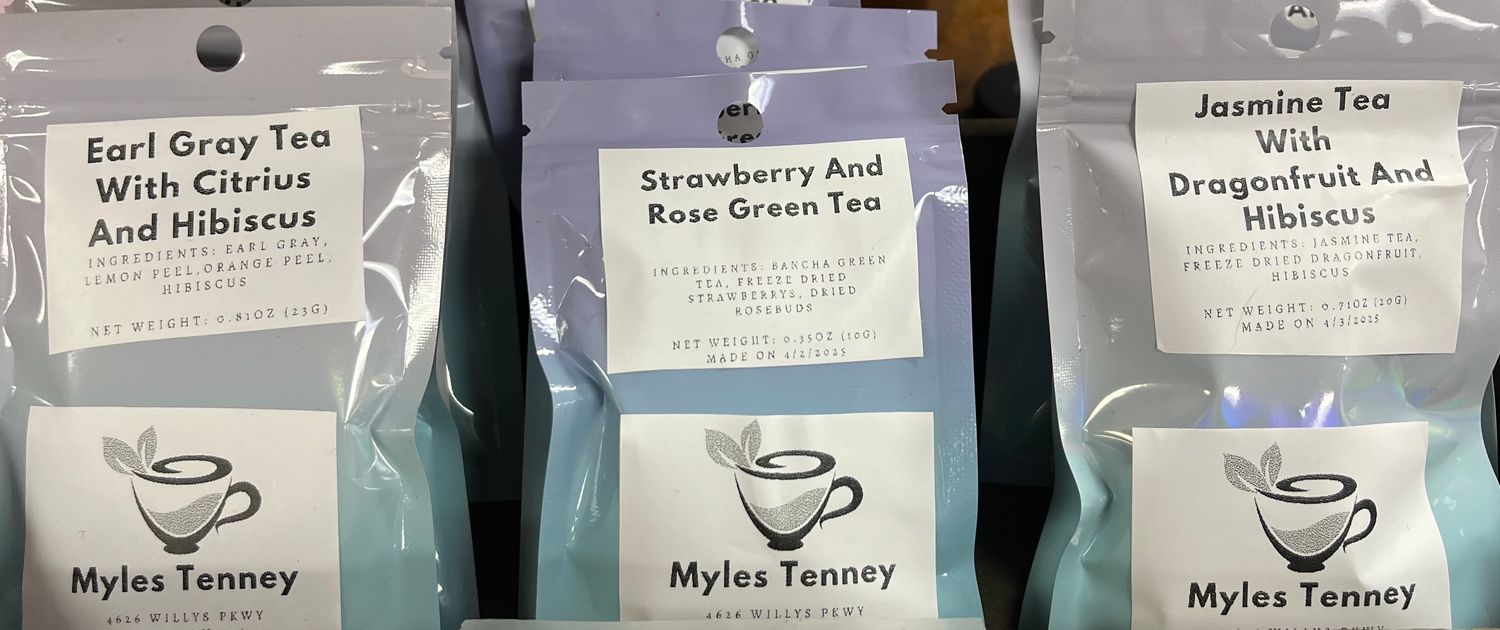 Earl Gray Tea
With Citrius
And Hibiscus
INGREDIENTS: EARL GRAY,
LEMON PEEL,ORANGE PEEL,
HIBISCUS
NET WEIGHT: 0.81OZ (23G)
Myles Tenney
4626 WILLYS PKWY
Strawberry And
Rose Green Tea
INGREDIENTS: BANCHA GREEN
TEA, FREEZE DRIED
STRAWBERRYS, DRIED
ROSEBUDS
NET WEIGHT: 0.35OZ (10G)
MADE ON 4/2/2025
Myles Tenney
4626 WILLYS PKWY
Jasmine Tea
With
Dragonfruit And
Hibiscus
INGREDIENTS: JASMINE TEA,
FREEZE DRIED DRAGONFRUIT,
HIBISCUS
NET WEIGHT: 0.71OZ (20G)
MADE ON 4/3/2025
Myles Tenney